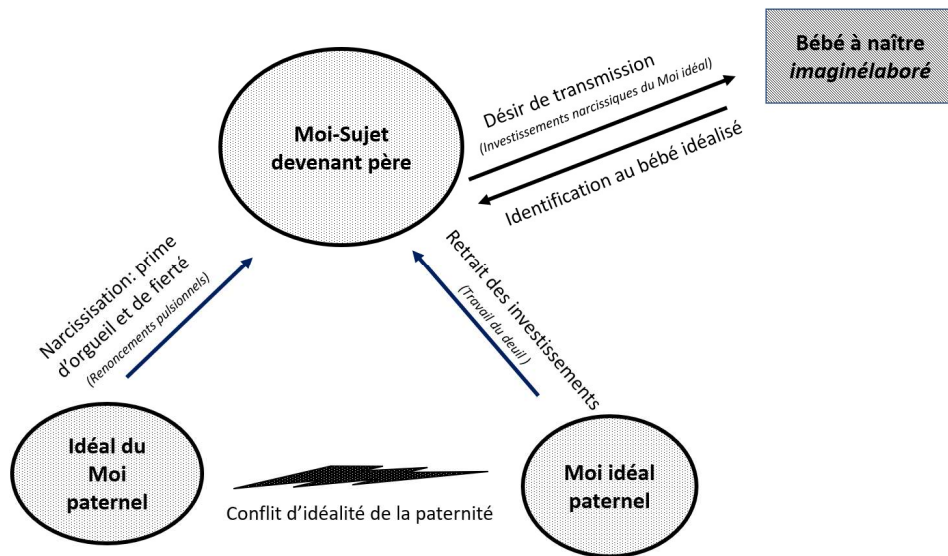 Bébé à naître
imaginélaboré
Désir de transmission
(Investissements narcissiques du Moi idéal)
Moi-Sujet
devenant père
Identification au bébé idéalisé
Narcissisation: prime
d’orgueil et de fierté
(Renoncements pulsionnels)
Retrait des investissements
(Travail du deuil )
Idéal du
Moi
paternel
Moi idéal
paternel
Conflit d’idéalité de la paternité